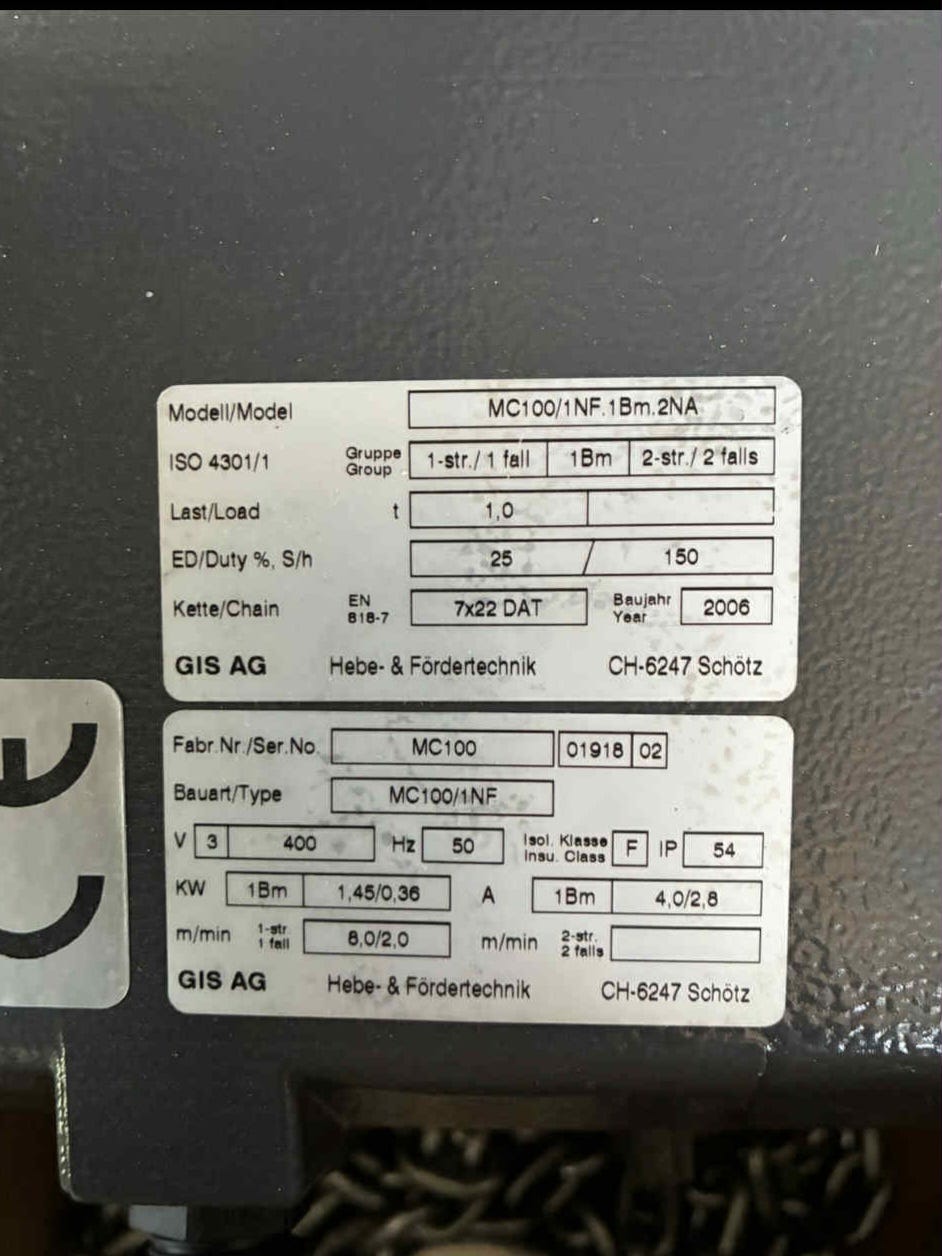 Modell/Model MC100/1NF.1Bm.2NA
ISO 4301/1 Gruppe Group 1-str./ 1 fall 1Bm 2-str./ 2 falls
Last/Load t 1,0
ED/Duty %, S/h 25 / 150
Kette/Chain EN 818-7 7x22 DAT Baujahr Year 2006
GIS AG Hebe- & Fördertechnik CH-6247 Schötz
CE
Fabr.Nr./Ser.No. MC100 01918 02
Bauart/Type MC100/1NF
V 3 400 Hz 50 Isol. Klasse Insu. Class F IP 54
KW 1Bm 1,45/0,36 A 1Bm 4,0/2,8
m/min 1-str. 1 fall 8,0/2,0 m/min 2-str. 2 falls
GIS AG Hebe- & Fördertechnik CH-6247 Schötz